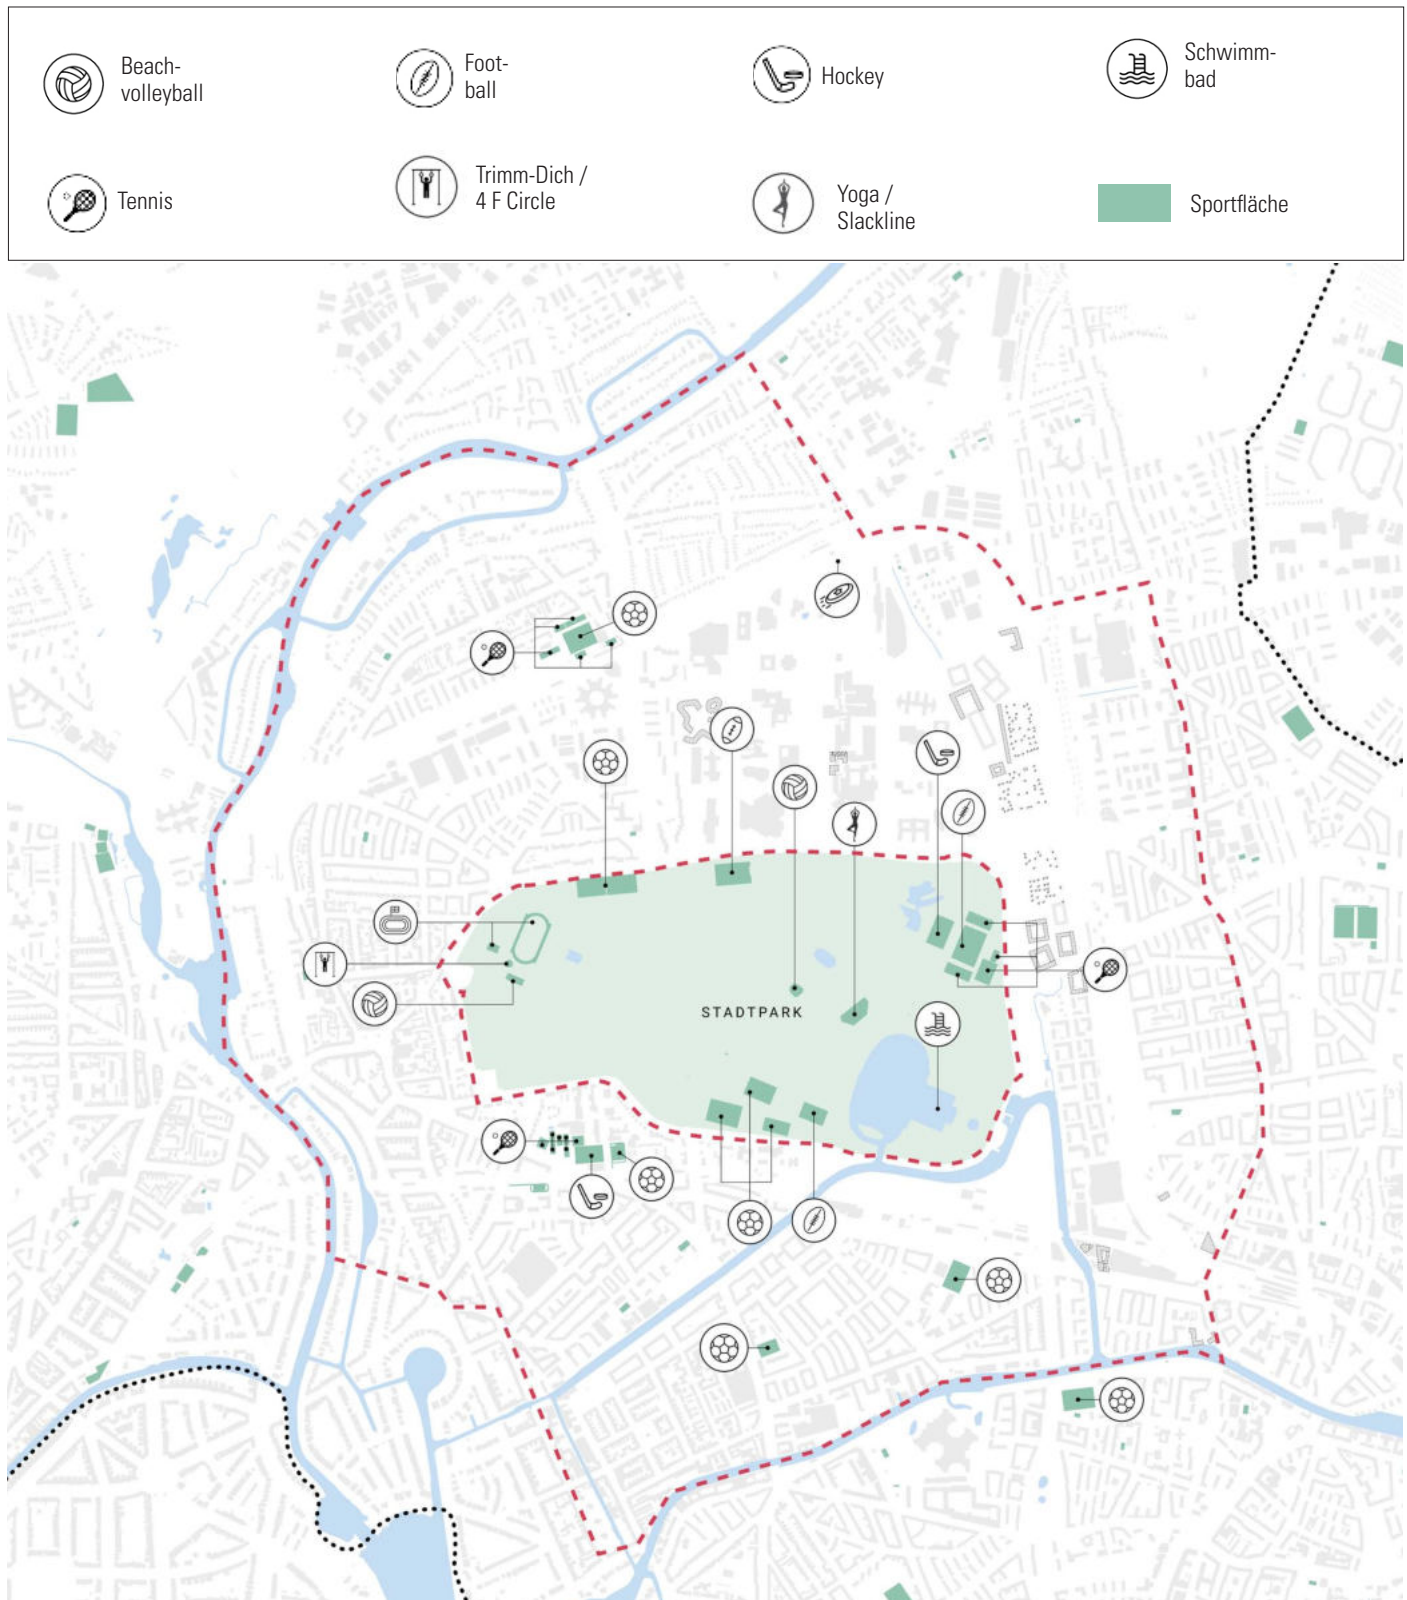 Beach-
volleyball
Foot-
ball
Hockey
Schwimm-
bad
Tennis
Trimm-Dich /
4 F Circle
Yoga /
Slackline
Sportfläche
STADTPARK